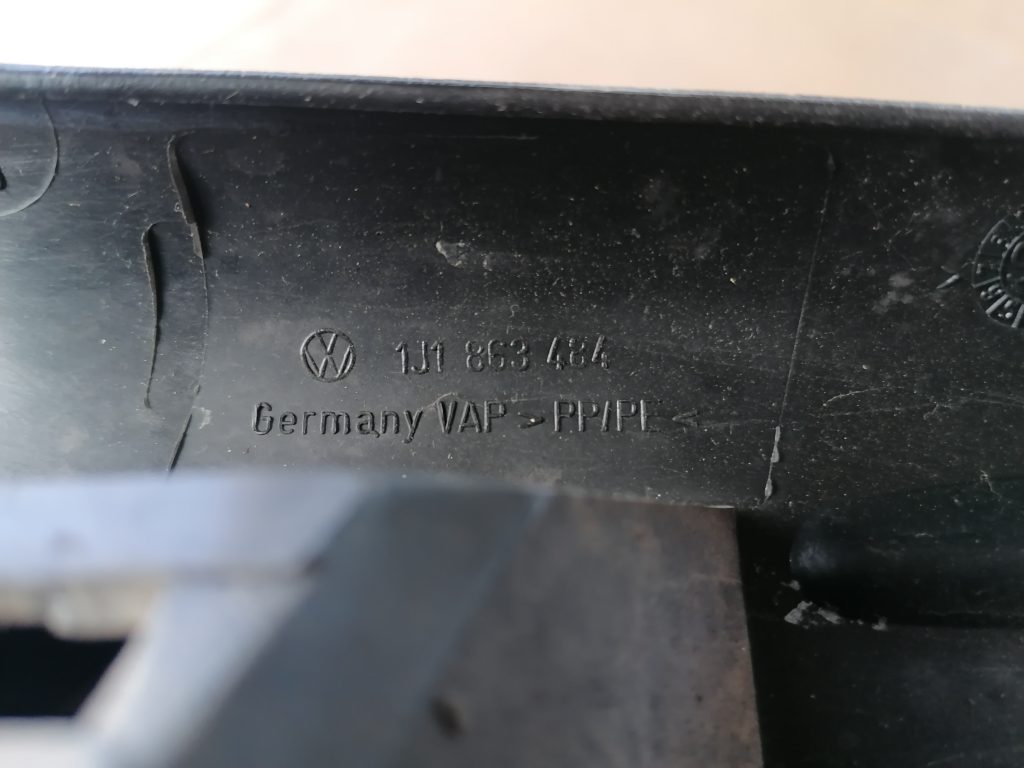 1J1 863 484
Germany VAP > PP/PE <